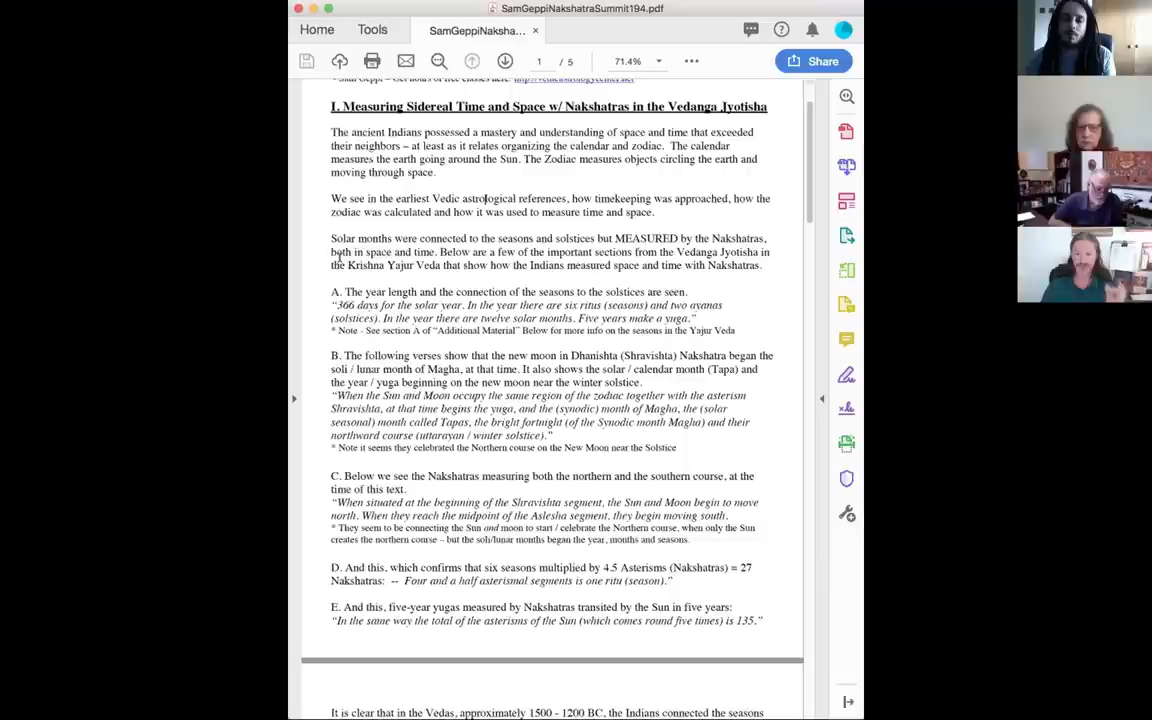 SamGeppiNakshatraSummit194.pdf
Home Tools SamGeppiNaksha... ×
1 / 5 71.4% Share
* Sam Geppi – Get hours of free classes here:
I. Measuring Sidereal Time and Space w/ Nakshatras in the Vedanga Jyotisha
The ancient Indians possessed a mastery and understanding of space and time that exceeded
their neighbors – at least as it relates organizing the calendar and zodiac. The calendar
measures the earth going around the Sun. The Zodiac measures objects circling the earth and
moving through space.
We see in the earliest Vedic astrological references, how timekeeping was approached, how the
zodiac was calculated and how it was used to measure time and space.
Solar months were connected to the seasons and solstices but MEASURED by the Nakshatras,
both in space and time. Below are a few of the important sections from the Vedanga Jyotisha in
the Krishna Yajur Veda that show how the Indians measured space and time with Nakshatras.
A. The year length and the connection of the seasons to the solstices are seen.
“366 days for the solar year. In the year there are six ritus (seasons) and two ayanas
(solstices). In the year there are twelve solar months. Five years make a yuga.”
* Note - See section A of “Additional Material” Below for more info on the seasons in the Yajur Veda
B. The following verses show that the new moon in Dhanishta (Shravishta) Nakshatra began the
soli / lunar month of Magha, at that time. It also shows the solar / calendar month (Tapa) and
the year / yuga beginning on the new moon near the winter solstice.
“When the Sun and Moon occupy the same region of the zodiac together with the asterism
Shravishta, at that time begins the yuga, and the (synodic) month of Magha, the (solar
seasonal) month called Tapas, the bright fortnight (of the Synodic month Magha) and their
northward course (uttarayan / winter solstice).”
* Note it seems they celebrated the Northern course on the New Moon near the Solstice
C. Below we see the Nakshatras measuring both the northern and the southern course, at the
time of this text.
“When situated at the beginning of the Shravishta segment, the Sun and Moon begin to move
north. When they reach the midpoint of the Aslesha segment, they begin moving south.
* They seem to be connecting the Sun and moon to start / celebrate the Northern course, when only the Sun
creates the northern course – but the soli/lunar months began the year, months and seasons.
D. And this, which confirms that six seasons multiplied by 4.5 Asterisms (Nakshatras) = 27
Nakshatras: -- Four and a half asterismal segments is one ritu (season).”
E. And this, five-year yugas measured by Nakshatras transited by the Sun in five years:
“In the same way the total of the asterisms of the Sun (which comes round five times) is 135.”
It is clear that in the Vedas, approximately 1500 - 1200 BC, the Indians connected the seasons